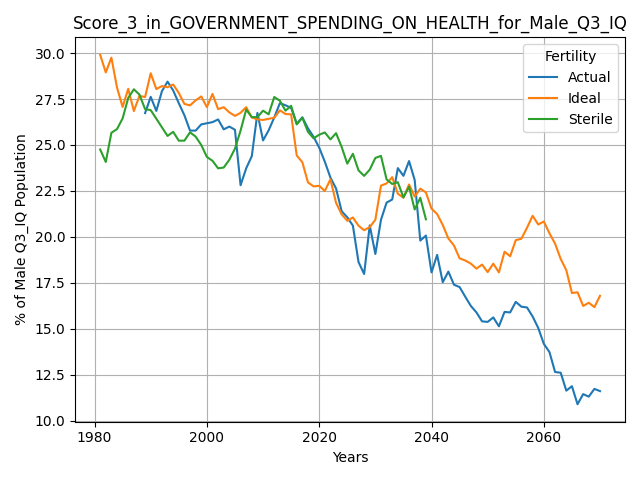 Score_3_in_GOVERNMENT_SPENDING_ON_HEALTH_for_Male_Q3_IQ
% of Male Q3_IQ Population
30.0
27.5
25.0
22.5
20.0
17.5
15.0
12.5
10.0
Fertility
Actual
Ideal
Sterile
1980 2000 2020 2040 2060
Years